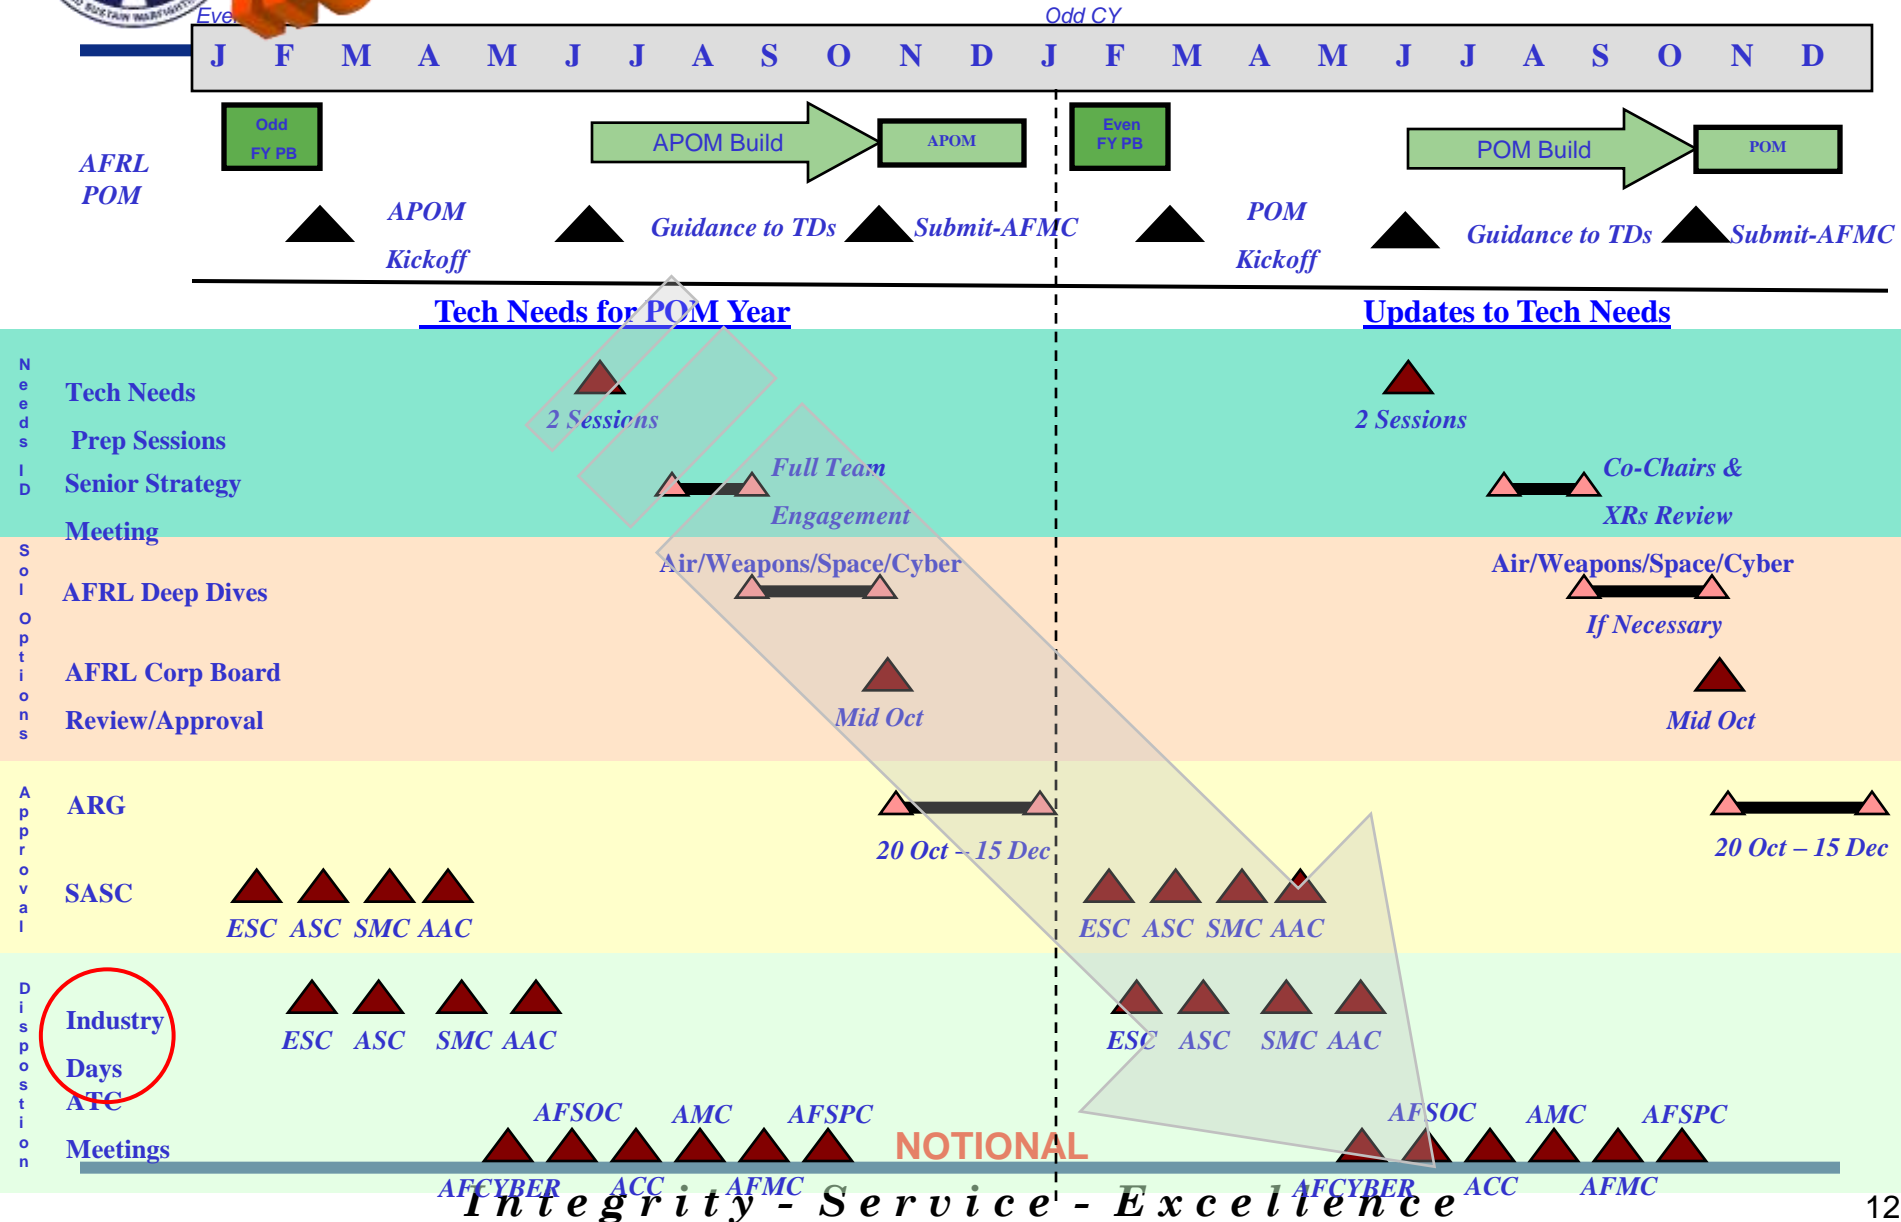 D SUSTAIN WARFIGHTI
Even
Odd CY
J F M A M J J A S O N D J F M A M J J A S O N D
Odd
FY PB
APOM Build
APOM
Even
FY PB
POM Build
POM
AFRL
POM
APOM
Kickoff
Guidance to TDs
Submit-AFMC
POM
Kickoff
Guidance to TDs
Submit-AFMC
Tech Needs for POM Year
Updates to Tech Needs
Needs ID
Tech Needs
Prep Sessions
2 Sessions
2 Sessions
Senior Strategy
Meeting
Full Team
Engagement
Co-Chairs &
XRs Review
Sol Options
Air/Weapons/Space/Cyber
Air/Weapons/Space/Cyber
AFRL Deep Dives
If Necessary
AFRL Corp Board
Review/Approval
Mid Oct
Mid Oct
Approval
ARG
20 Oct – 15 Dec
20 Oct – 15 Dec
SASC
ESC ASC SMC AAC
ESC ASC SMC AAC
Dispostion
Industry
Days
ESC ASC SMC AAC
ESC ASC SMC AAC
ATC
Meetings
AFSOC AMC AFSPC
AFSOC AMC AFSPC
NOTIONAL
AFCYBER ACC AFMC
AFCYBER ACC AFMC
Integrity - Service - Excellence
12